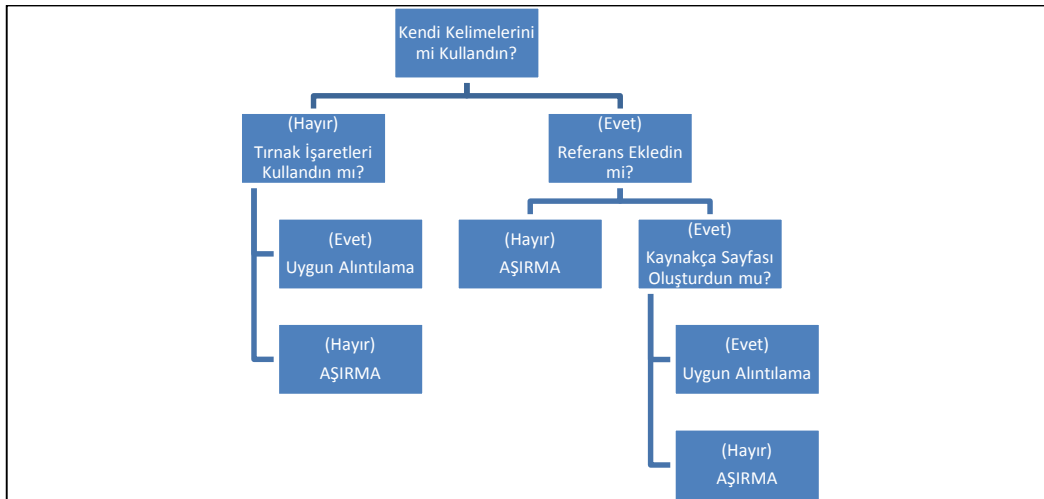 Kendi Kelimelerini
mi Kullandın?
(Hayır)
Tırnak İşaretleri
Kullandın mı?
(Evet)
Referans Ekledin
mi?
(Evet)
Uygun Alıntılama
(Hayır)
AŞIRMA
(Hayır)
AŞIRMA
(Evet)
Kaynakça Sayfası
Oluşturdun mu?
(Evet)
Uygun Alıntılama
(Hayır)
AŞIRMA